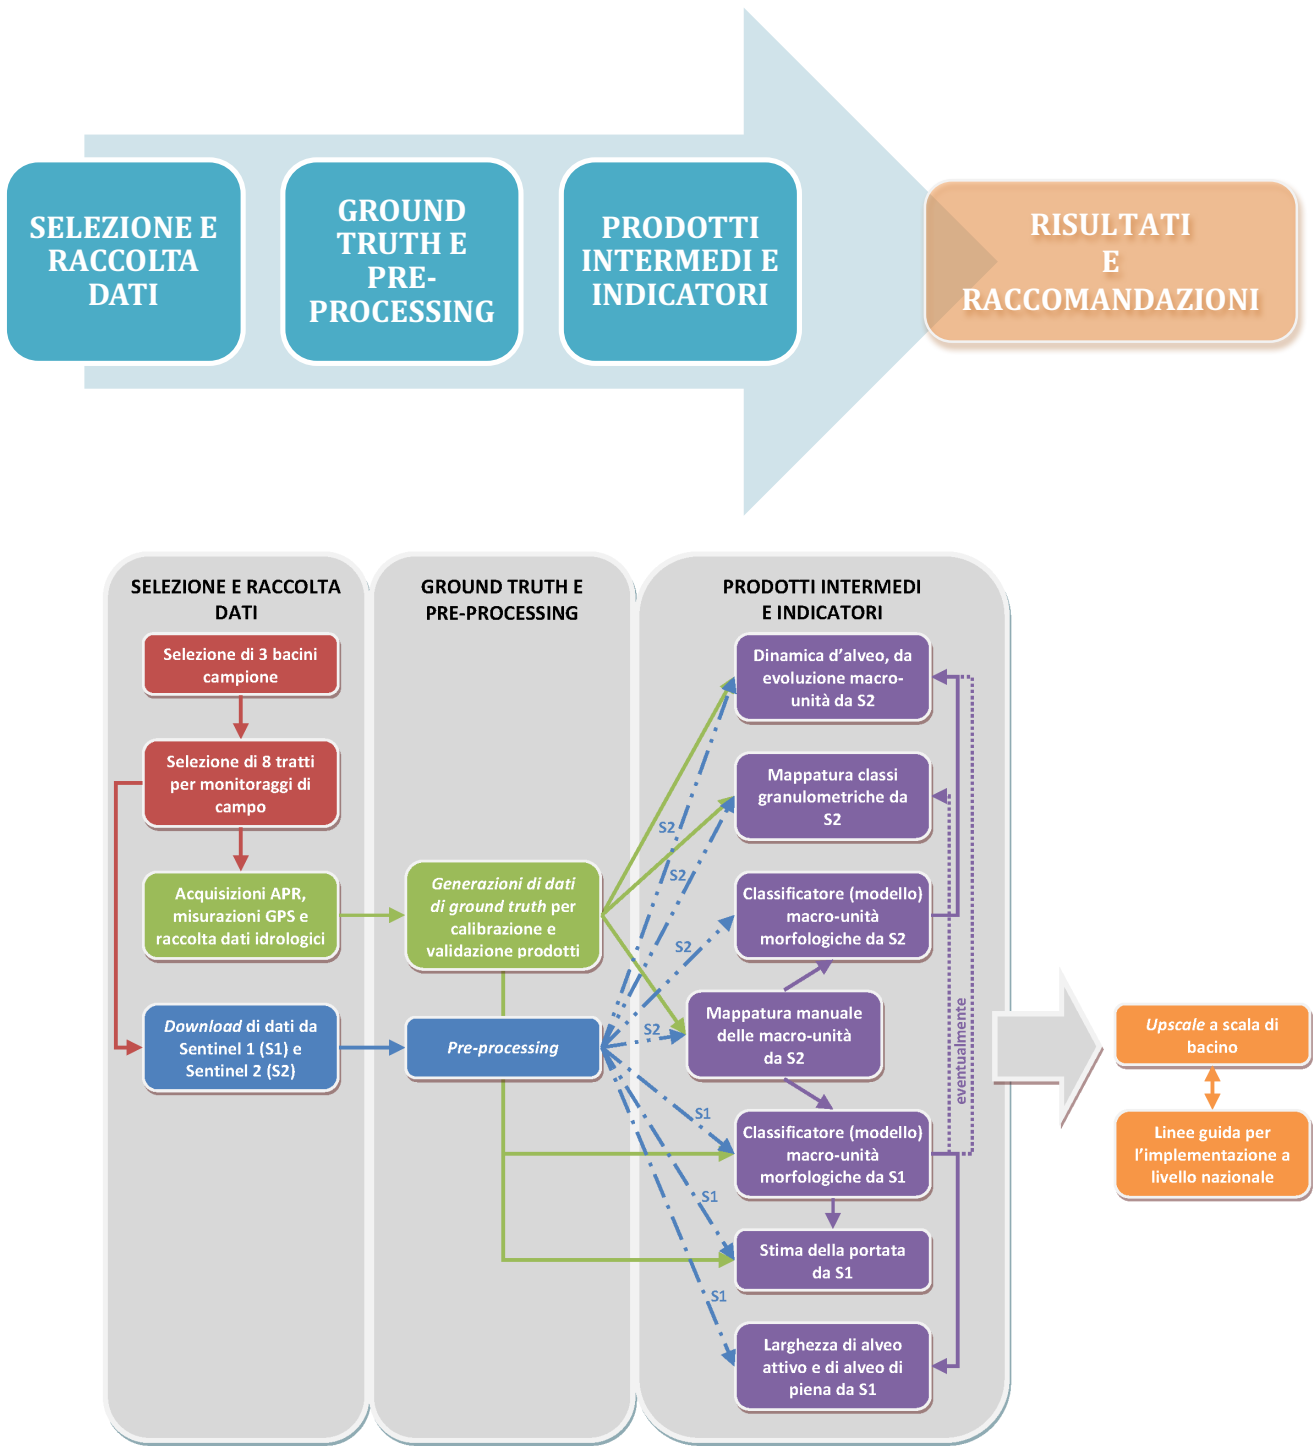 SELEZIONE E
RACCOLTA
DATI
GROUND
TRUTH E
PRE-
PROCESSING
PRODOTTI
INTERMEDI E
INDICATORI
RISULTATI
E
RACCOMANDAZIONI
SELEZIONE E RACCOLTA
DATI
Selezione di 3 bacini
campione
Selezione di 8 tratti
per monitoraggi di
campo
Acquisizioni APR,
misurazioni GPS e
raccolta dati idrologici
Download di dati da
Sentinel 1 (S1) e
Sentinel 2 (S2)
GROUND TRUTH E
PRE-PROCESSING
Generazioni di dati
di ground truth per
calibrazione e
validazione prodotti
Pre-processing
S2
S2
S2
S2
S1
S1
S1
PRODOTTI INTERMEDI
E INDICATORI
Dinamica d'alveo, da
evoluzione macro-
unità da S2
Mappatura classi
granulometriche da
S2
Classificatore (modello)
macro-unità
morfologiche da S2
Mappatura manuale
delle macro-unità
da S2
Classificatore (modello)
macro-unità
morfologiche da S1
Stima della portata
da S1
Larghezza di alveo
attivo e di alveo di
piena da S1
eventualmente
Upscale a scala di
bacino
Linee guida per
l'implementazione a
livello nazionale